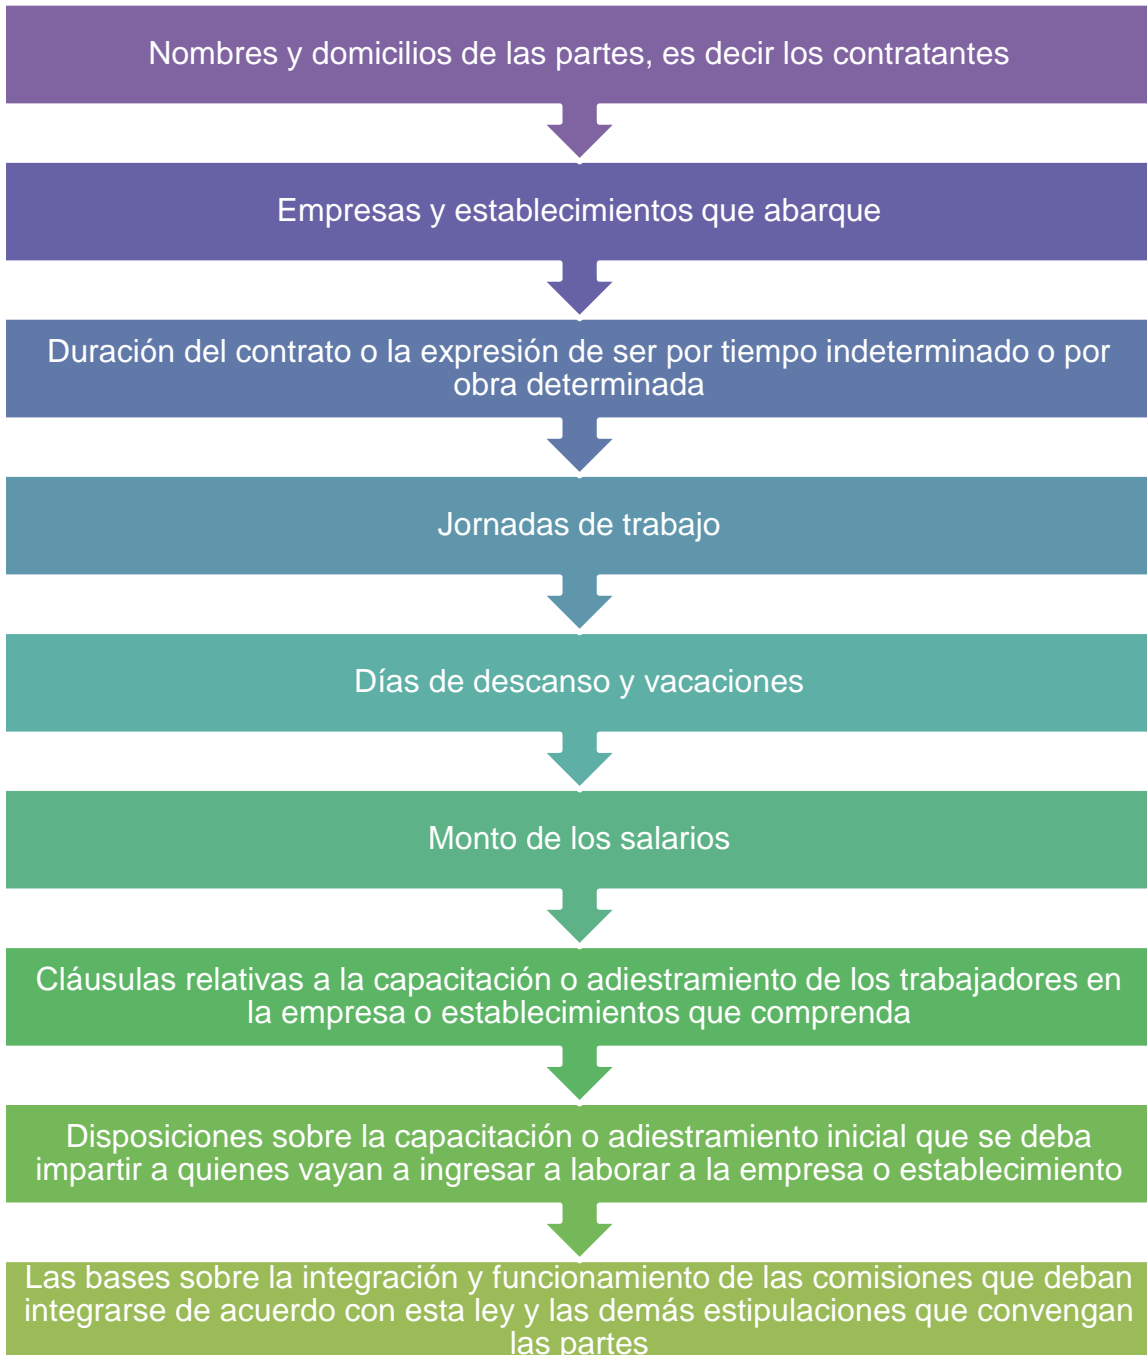 Nombres y domicilios de las partes, es decir los contratantes
Empresas y establecimientos que abarque
Duración del contrato o la expresión de ser por tiempo indeterminado o por
obra determinada
Jornadas de trabajo
Días de descanso y vacaciones
Monto de los salarios
Cláusulas relativas a la capacitación o adiestramiento de los trabajadores en
la empresa o establecimientos que comprenda
Disposiciones sobre la capacitación o adiestramiento inicial que se deba
impartir a quienes vayan a ingresar a laborar a la empresa o establecimiento
Las bases sobre la integración y funcionamiento de las comisiones que deban
integrarse de acuerdo con esta ley y las demás estipulaciones que convengan
las partes